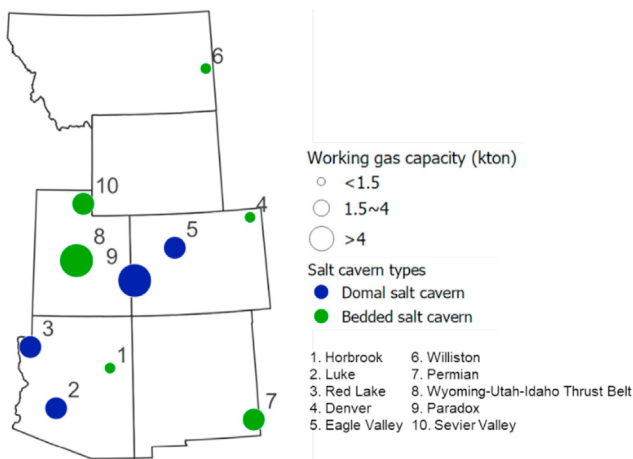 6
10
4
5
8
9
3
1
2
7
Working gas capacity (kton)
<1.5
1.5~4
>4
Salt cavern types
Domal salt cavern
Bedded salt cavern
1. Horbrook 6. Williston
2. Luke 7. Permian
3. Red Lake 8. Wyoming-Utah-Idaho Thrust Belt
4. Denver 9. Paradox
5. Eagle Valley 10. Sevier Valley